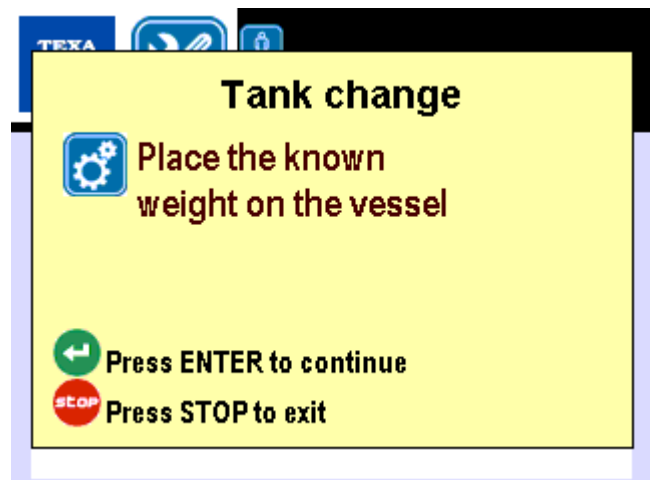 TEXA
Tank change
Place the known
weight on the vessel
Press ENTER to continue
stop
Press STOP to exit